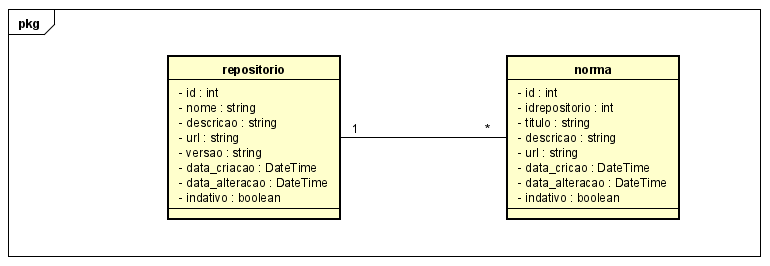 pkg
repositorio
- id : int
- nome : string
- descricao : string
- url : string
- versao : string
- data_criacao : DateTime
- data_alteracao : DateTime
- indativo : boolean
1
*
norma
- id : int
- idrepositorio : int
- titulo : string
- descricao : string
- url : string
- data_cricao : DateTime
- data_alteracao : DateTime
- indativo : boolean